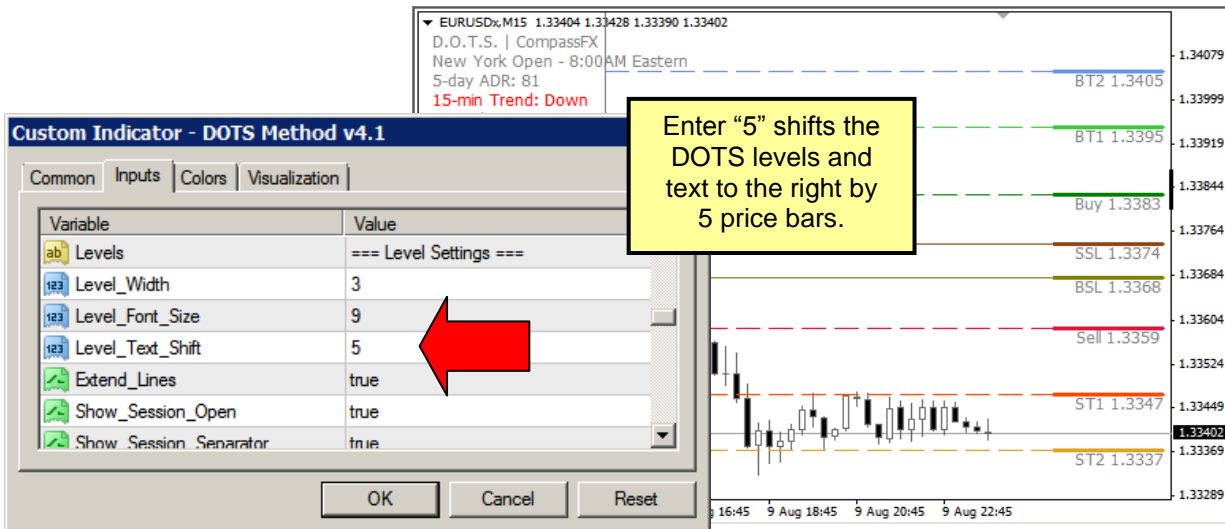 EURUSDx,M15 1.33404 1.33428 1.33390 1.33402
D.O.T.S. | CompassFX
New York Open - 8:00AM Eastern
5-day ADR: 81
15-min Trend: Down
1.34079
BT2 1.3405
1.33999
BT1 1.3395
1.33919
1.33844
Buy 1.3383
1.33764
SSL 1.3374
1.33684
BSL 1.3368
1.33604
Sell 1.3359
1.33524
ST1 1.3347
1.33449
1.33402
1.33369
ST2 1.3337
1.33289
16:45
9 Aug 18:45
9 Aug 20:45
9 Aug 22:45
Enter “5” shifts the
DOTS levels and
text to the right by
5 price bars.
Custom Indicator - DOTS Method v4.1
Common Inputs Colors Visualization
Variable Value
ab Levels === Level Settings ===
123 Level_Width 3
123 Level_Font_Size 9
123 Level_Text_Shift 5
Extend_Lines true
Show_Session_Open true
Show_Session_Separator true
OK Cancel Reset